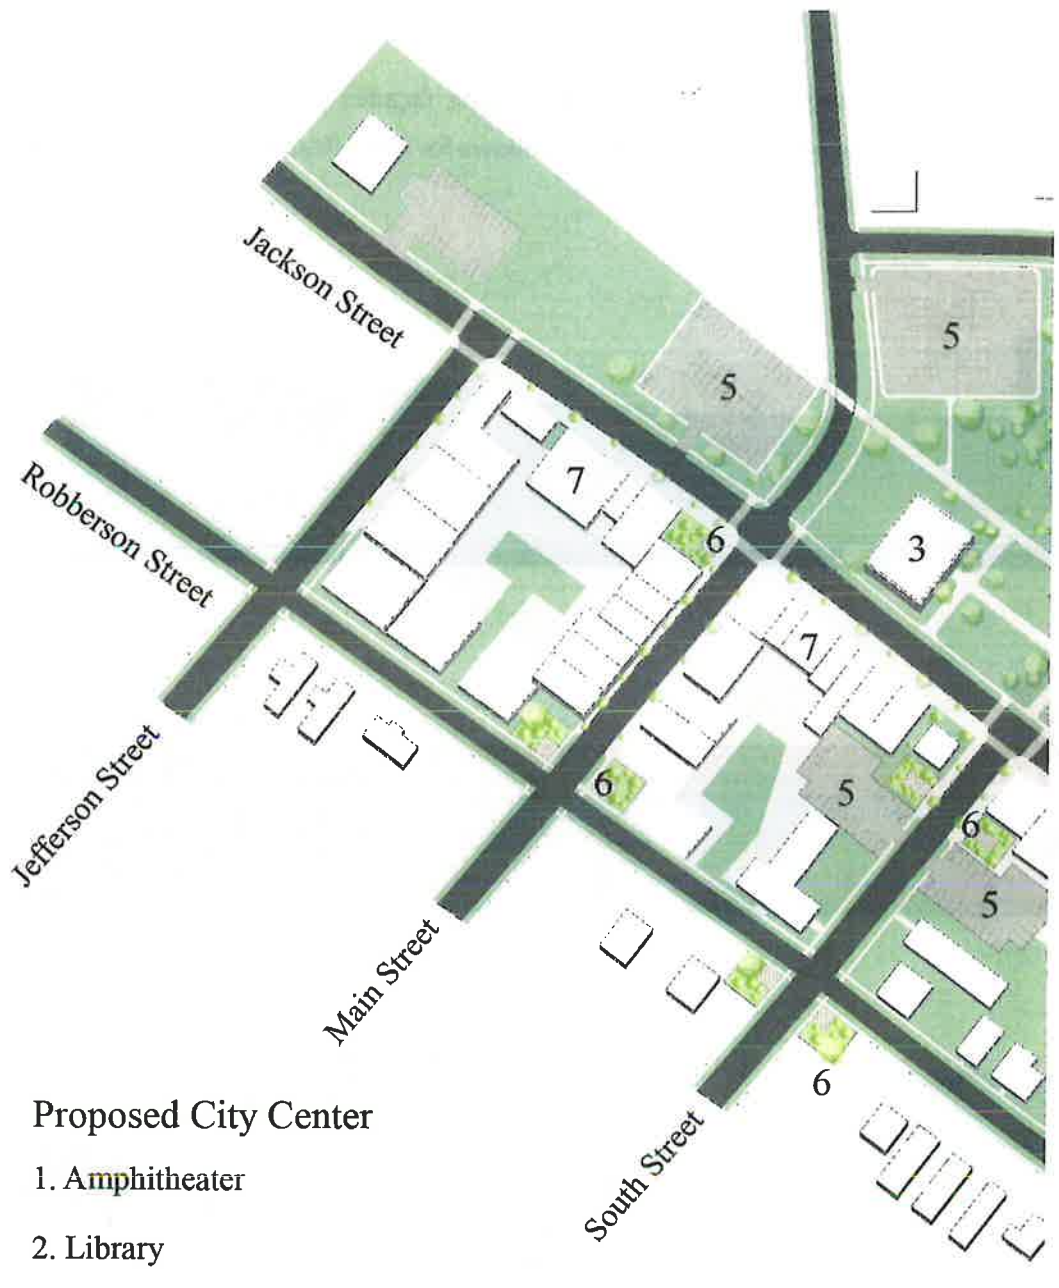 Jackson Street
5
5
Robberson Street
7
6
3
7
Jefferson Street
6
5
6
5
Main Street
6
South Street
Proposed City Center
1. Amphitheater
2. Library